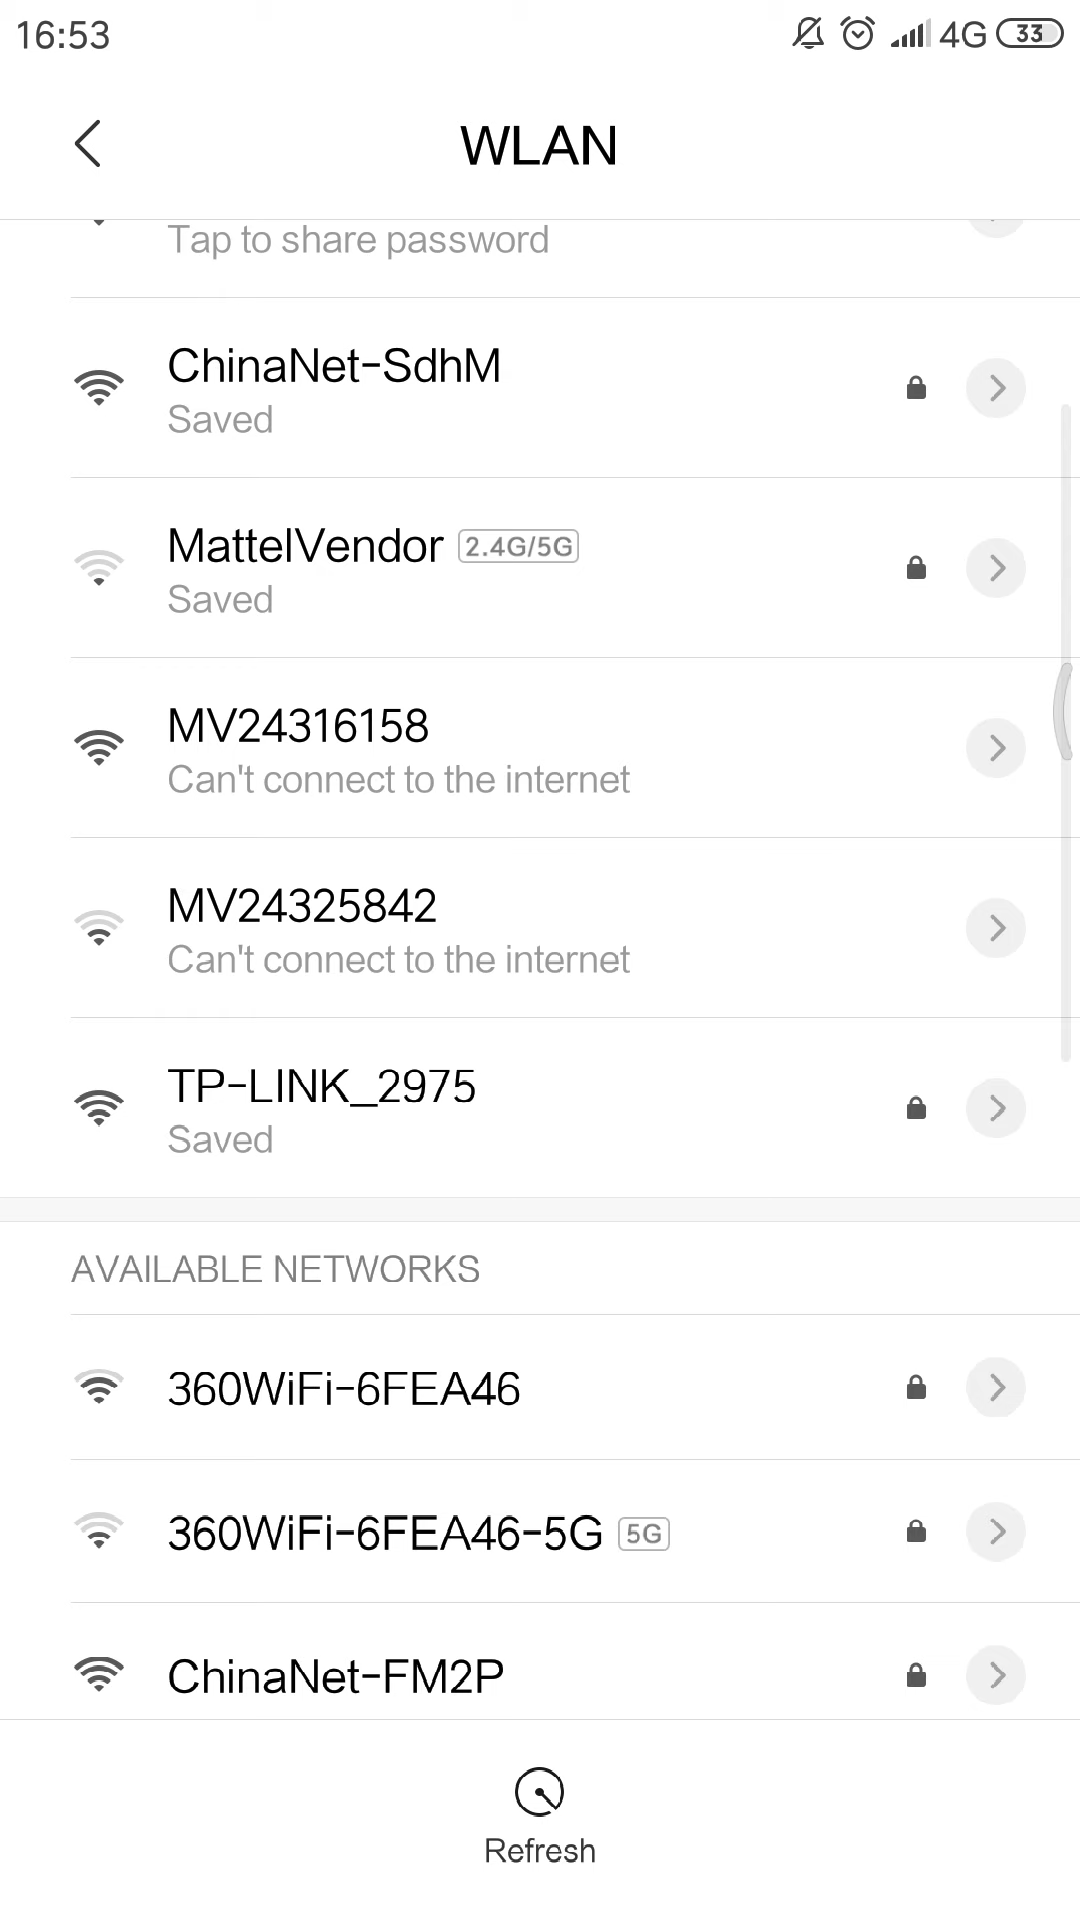 16:53
4G 33
WLAN
Tap to share password
ChinaNet-SdhM
Saved
MattelVendor 2.4G/5G
Saved
MV24316158
Can't connect to the internet
MV24325842
Can't connect to the internet
TP-LINK_2975
Saved
AVAILABLE NETWORKS
360WiFi-6FEA46
360WiFi-6FEA46-5G 5G
ChinaNet-FM2P
Refresh